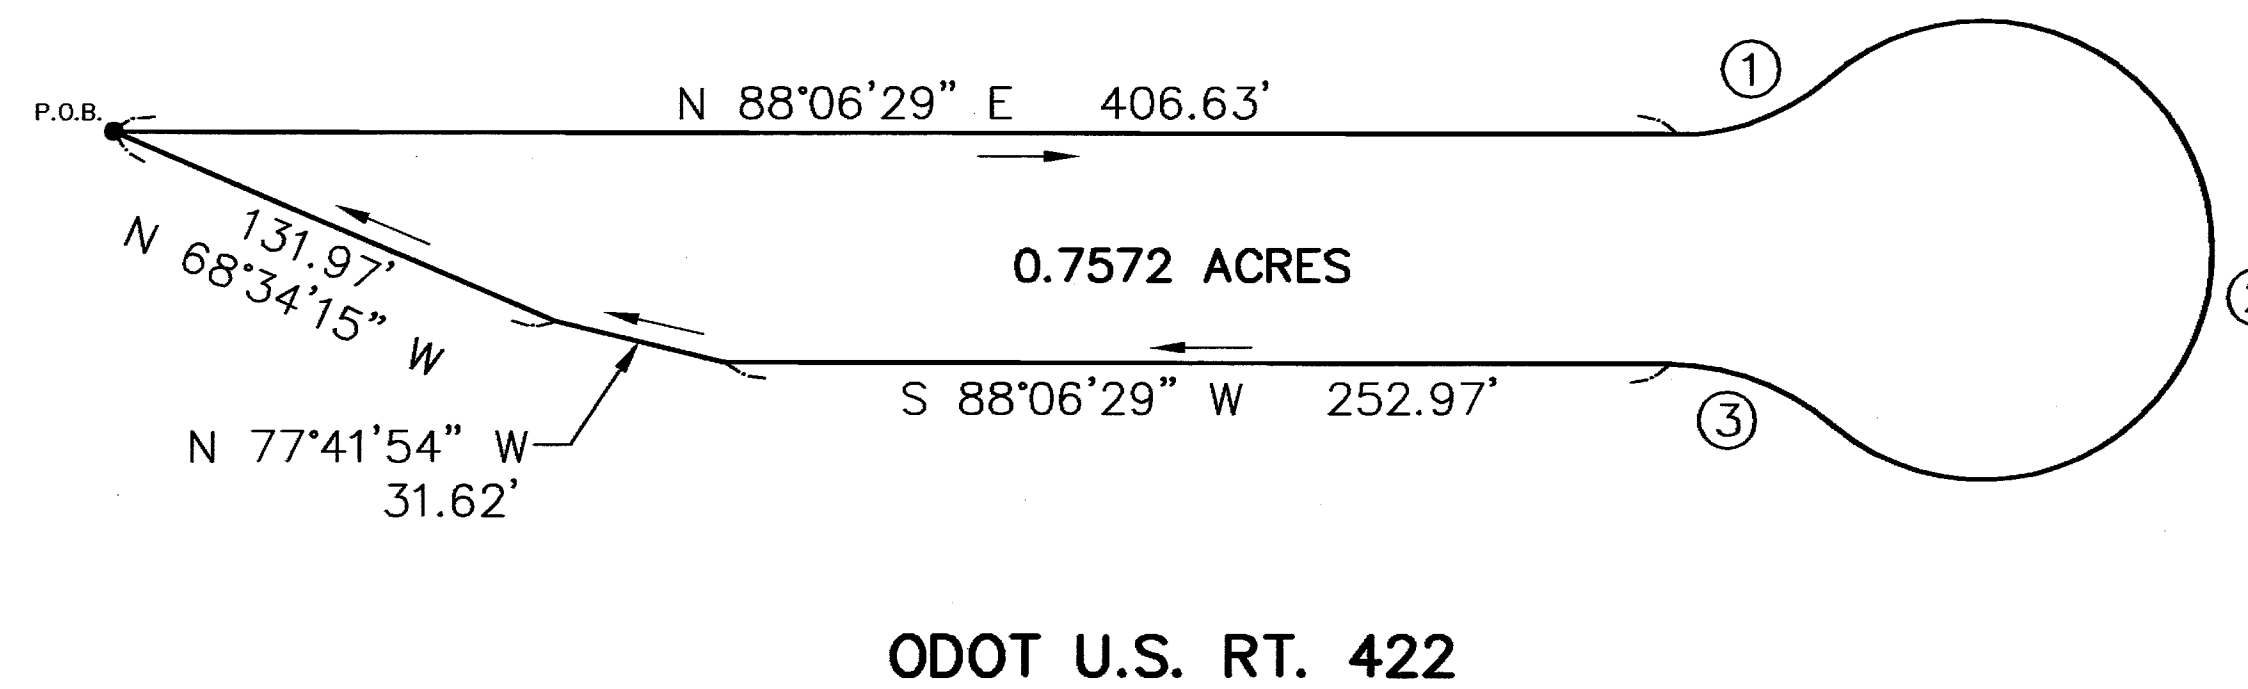 ①
P.O.B.
N 88°06'29" E 406.63'
131.97'
N 68°34'15" W
0.7572 ACRES
S 88°06'29" W 252.97'
③
N 77°41'54" W
31.62'
ODOT U.S. RT. 422